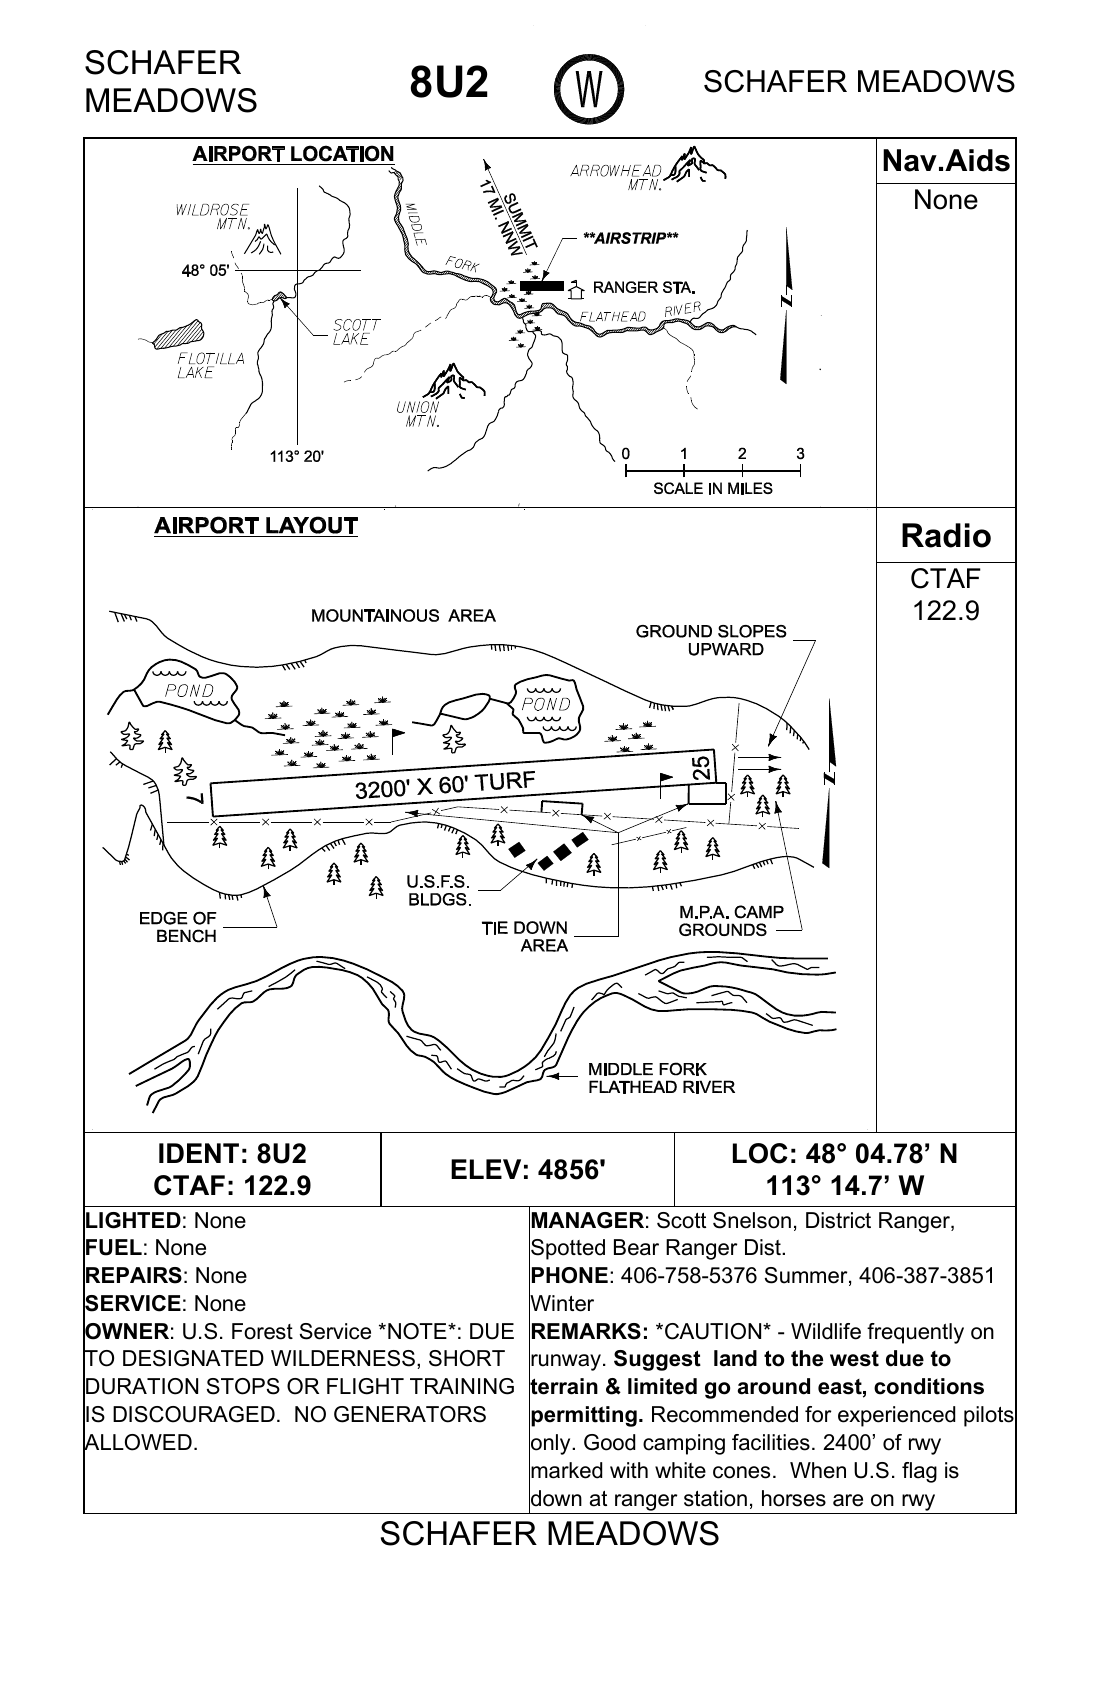 SCHAFER
MEADOWS
8U2
W
SCHAFER MEADOWS
AIRPORT LOCATION
Nav.Aids
None
ARROWHEAD
MTN.
WILDROSE
MTN.
MIDDLE
FORK
SUMMIT
17 MI. NNW
**AIRSTRIP**
48° 05'
RANGER STA.
N
FLATHEAD RIVER
SCOTT
LAKE
FLOTILLA
LAKE
UNION
MTN.
113° 20'
0 1 2 3
SCALE IN MILES
AIRPORT LAYOUT
Radio
CTAF
122.9
MOUNTAINOUS AREA
GROUND SLOPES
UPWARD
POND
POND
N
7
3200' X 60' TURF
25
U.S.F.S.
BLDGS.
EDGE OF
BENCH
TIE DOWN
AREA
M.P.A. CAMP
GROUNDS
MIDDLE FORK
FLATHEAD RIVER
IDENT: 8U2
CTAF: 122.9
ELEV: 4856'
LOC: 48° 04.78’ N
113° 14.7’ W
LIGHTED: None
FUEL: None
REPAIRS: None
SERVICE: None
OWNER: U.S. Forest Service *NOTE*: DUE
TO DESIGNATED WILDERNESS, SHORT
DURATION STOPS OR FLIGHT TRAINING
IS DISCOURAGED. NO GENERATORS
ALLOWED.
MANAGER: Scott Snelson, District Ranger,
Spotted Bear Ranger Dist.
PHONE: 406-758-5376 Summer, 406-387-3851
Winter
REMARKS: *CAUTION* - Wildlife frequently on
runway. Suggest land to the west due to
terrain & limited go around east, conditions
permitting. Recommended for experienced pilots
only. Good camping facilities. 2400’ of rwy
marked with white cones. When U.S. flag is
down at ranger station, horses are on rwy
SCHAFER MEADOWS